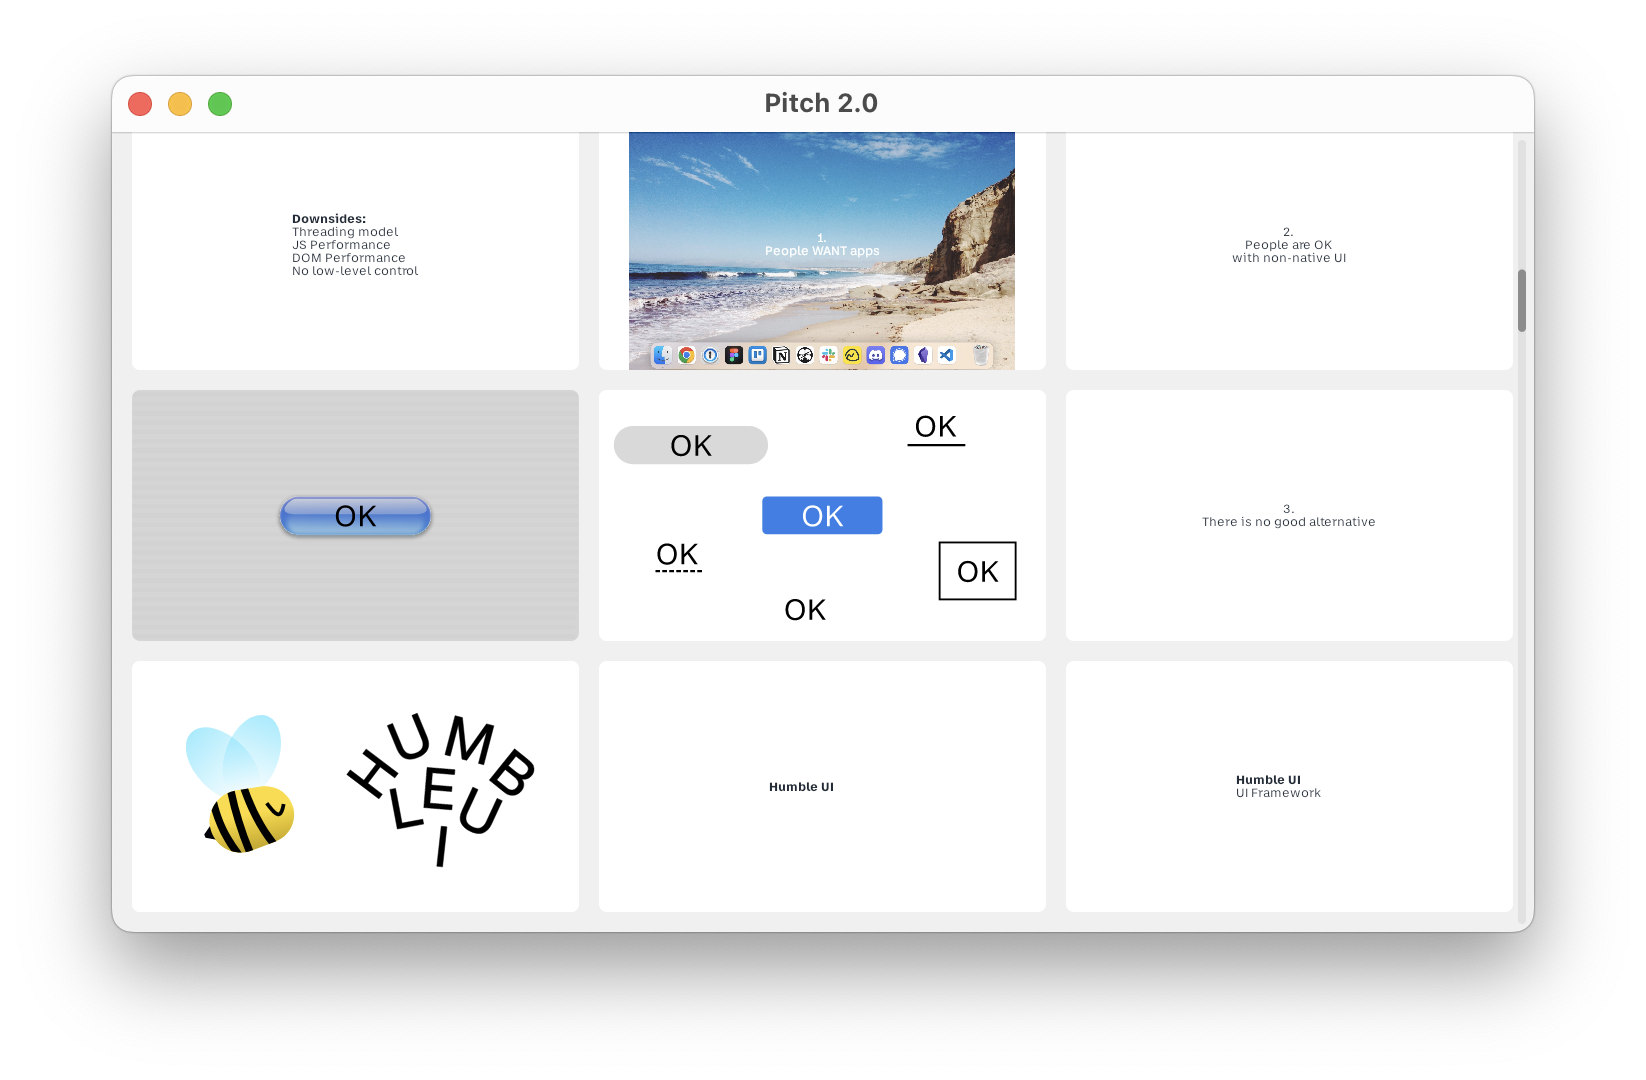 Pitch 2.0
Downsides:
Threading model
JS Performance
DOM Performance
No low-level control
1.
People WANT apps
2.
People are OK
with non-native UI
OK
OK
OK
OK
OK
OK
OK
3.
There is no good alternative
HUMB
LEU
I
Humble UI
Humble UI
UI Framework